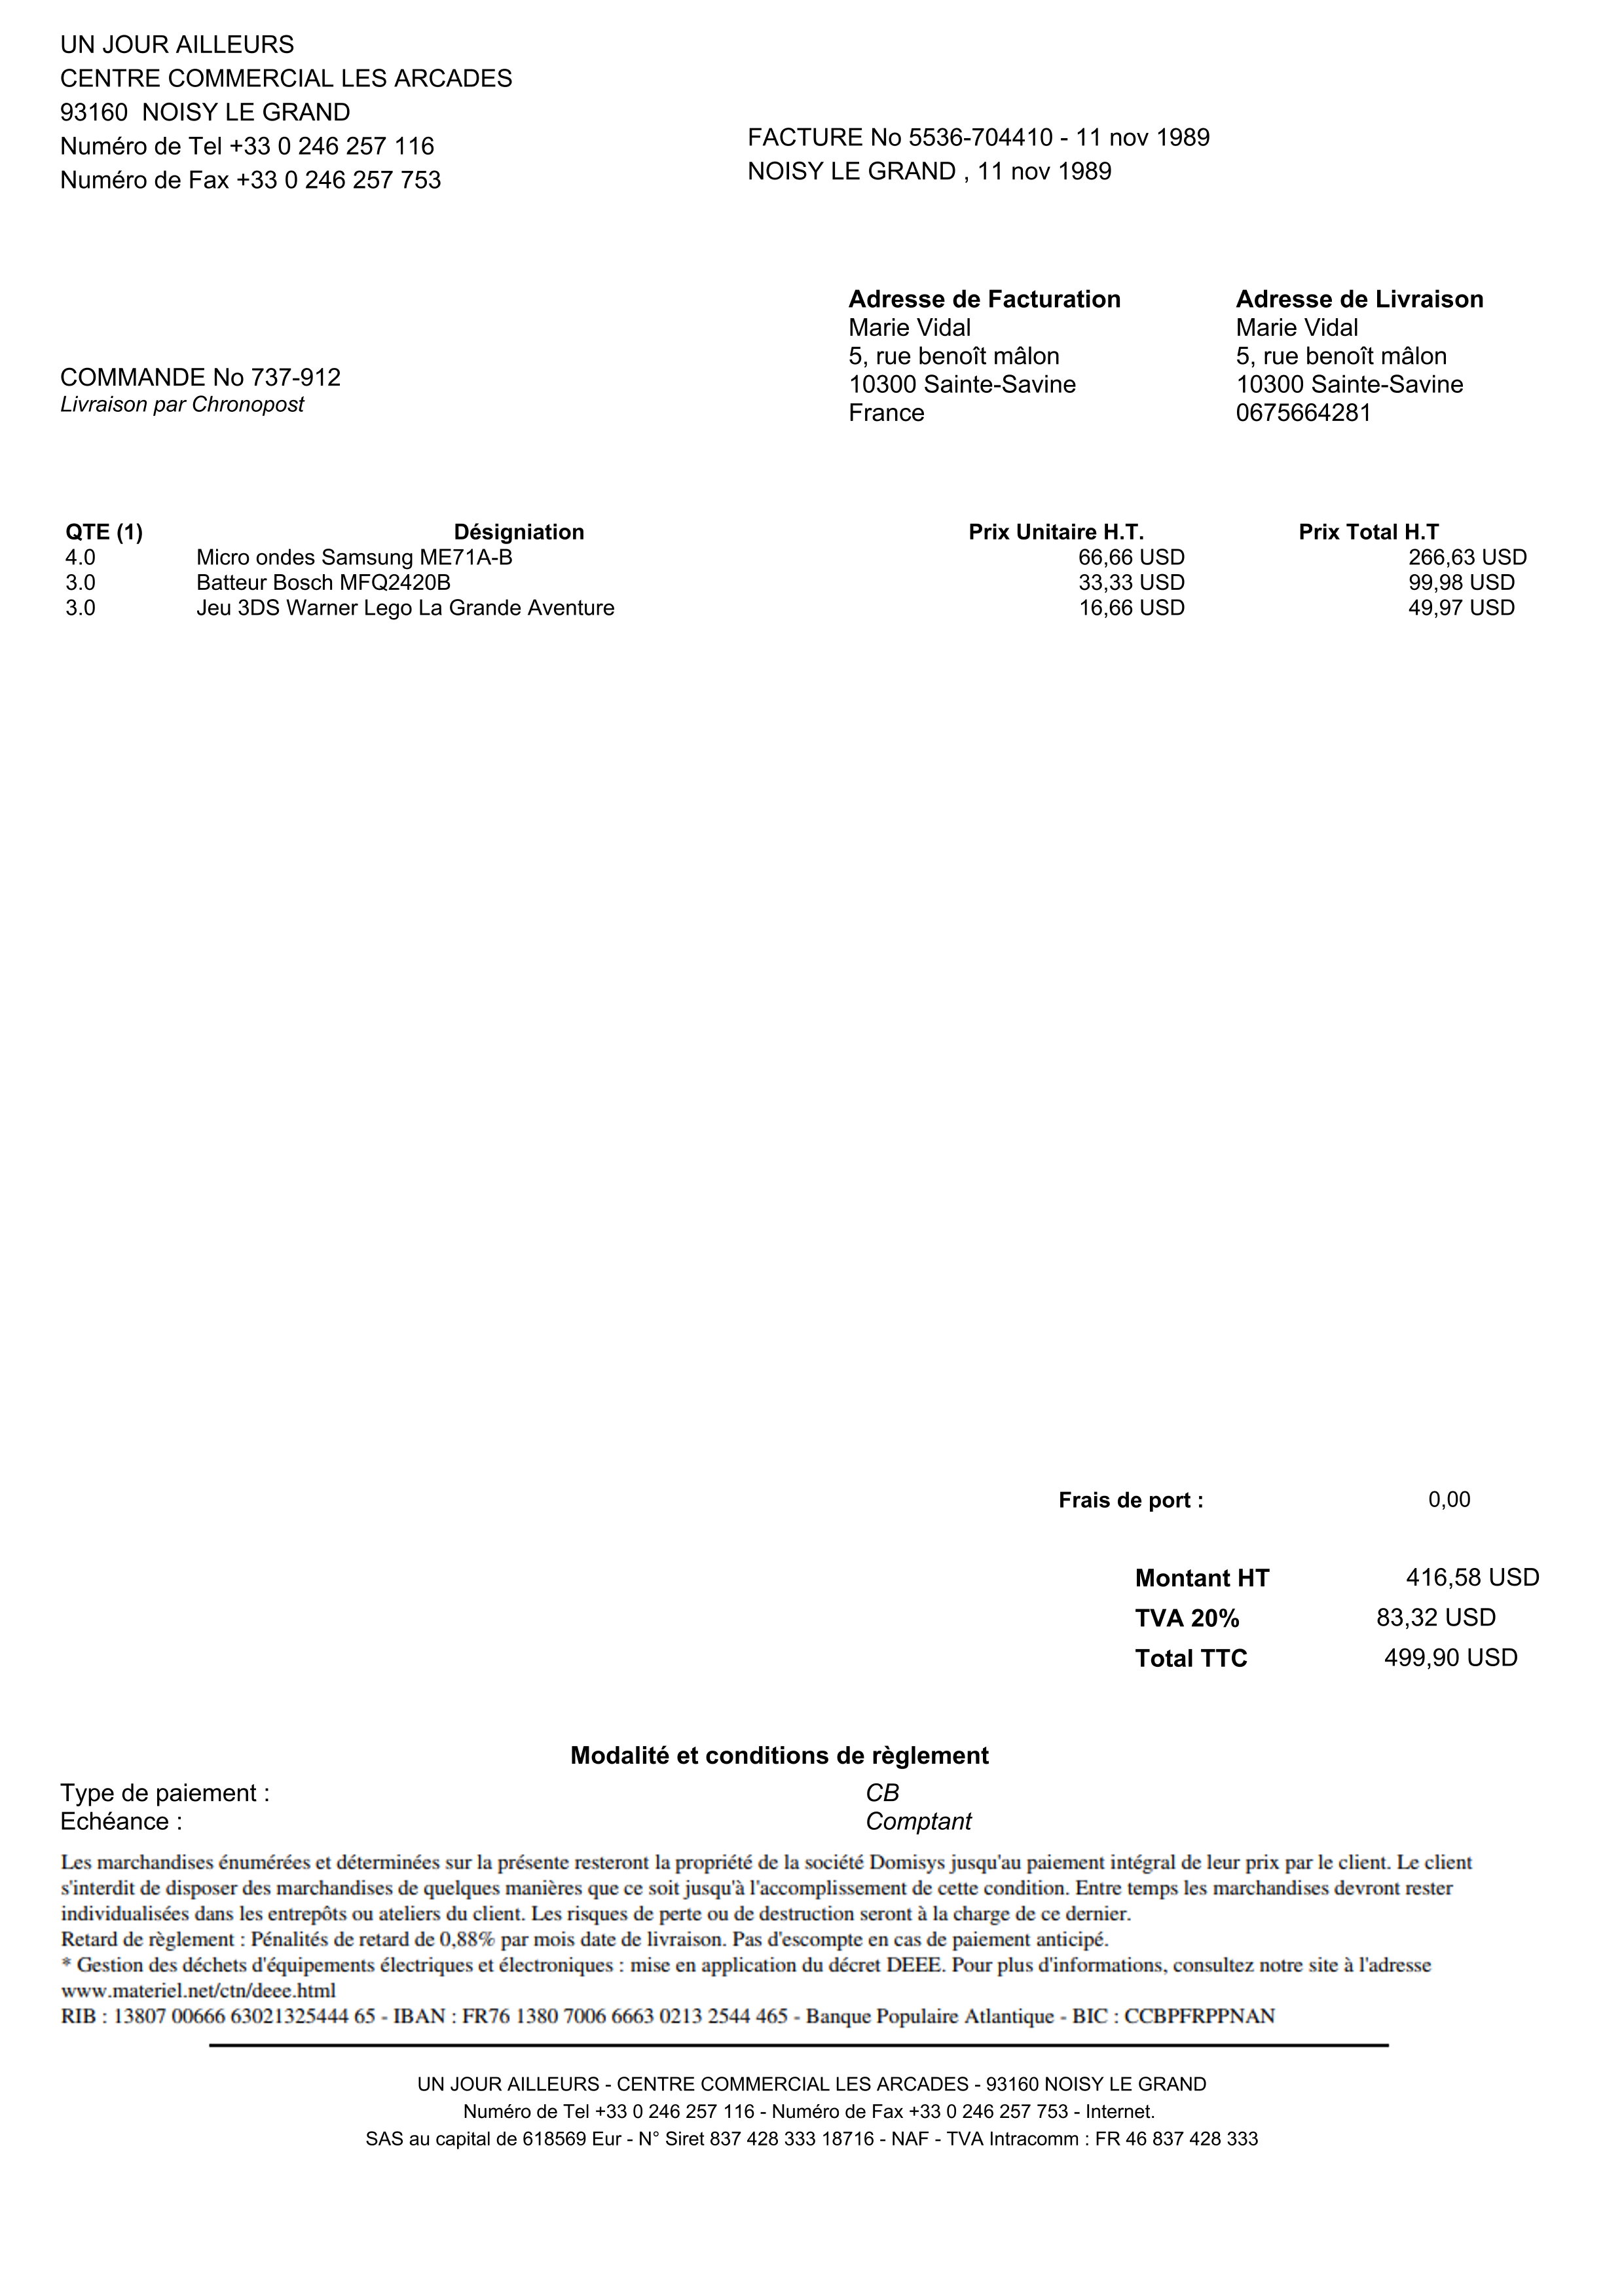 UN JOUR AILLEURS
CENTRE COMMERCIAL LES ARCADES
93160 NOISY LE GRAND
Numéro de Tel +33 0 246 257 116
Numéro de Fax +33 0 246 257 753
FACTURE No 5536-704410 - 11 nov 1989
NOISY LE GRAND , 11 nov 1989
COMMANDE No 737-912
Livraison par Chronopost
Adresse de Facturation
Marie Vidal
5, rue benoît mâlon
10300 Sainte-Savine
France
Adresse de Livraison
Marie Vidal
5, rue benoît mâlon
10300 Sainte-Savine
0675664281
QTE (1) Désigniation Prix Unitaire H.T. Prix Total H.T
4.0 Micro ondes Samsung ME71A-B 66,66 USD 266,63 USD
3.0 Batteur Bosch MFQ2420B 33,33 USD 99,98 USD
3.0 Jeu 3DS Warner Lego La Grande Aventure 16,66 USD 49,97 USD
Frais de port : 0,00
Montant HT 416,58 USD
TVA 20% 83,32 USD
Total TTC 499,90 USD
Modalité et conditions de règlement
Type de paiement : CB
Echéance : Comptant
Les marchandises énumérées et déterminées sur la présente resteront la propriété de la société Domisys jusqu'au paiement intégral de leur prix par le client. Le client
s'interdit de disposer des marchandises de quelques manières que ce soit jusqu'à l'accomplissement de cette condition. Entre temps les marchandises devront rester
individualisées dans les entrepôts ou ateliers du client. Les risques de perte ou de destruction seront à la charge de ce dernier.
Retard de règlement : Pénalités de retard de 0,88% par mois date de livraison. Pas d'escompte en cas de paiement anticipé.
* Gestion des déchets d'équipements électriques et électroniques : mise en application du décret DEEE. Pour plus d'informations, consultez notre site à l'adresse
www.materiel.net/ctn/deee.html
RIB : 13807 00666 63021325444 65 - IBAN : FR76 1380 7006 6663 0213 2544 465 - Banque Populaire Atlantique - BIC : CCBPFRPPNAN
UN JOUR AILLEURS - CENTRE COMMERCIAL LES ARCADES - 93160 NOISY LE GRAND
Numéro de Tel +33 0 246 257 116 - Numéro de Fax +33 0 246 257 753 - Internet.
SAS au capital de 618569 Eur - N° Siret 837 428 333 18716 - NAF - TVA Intracomm : FR 46 837 428 333